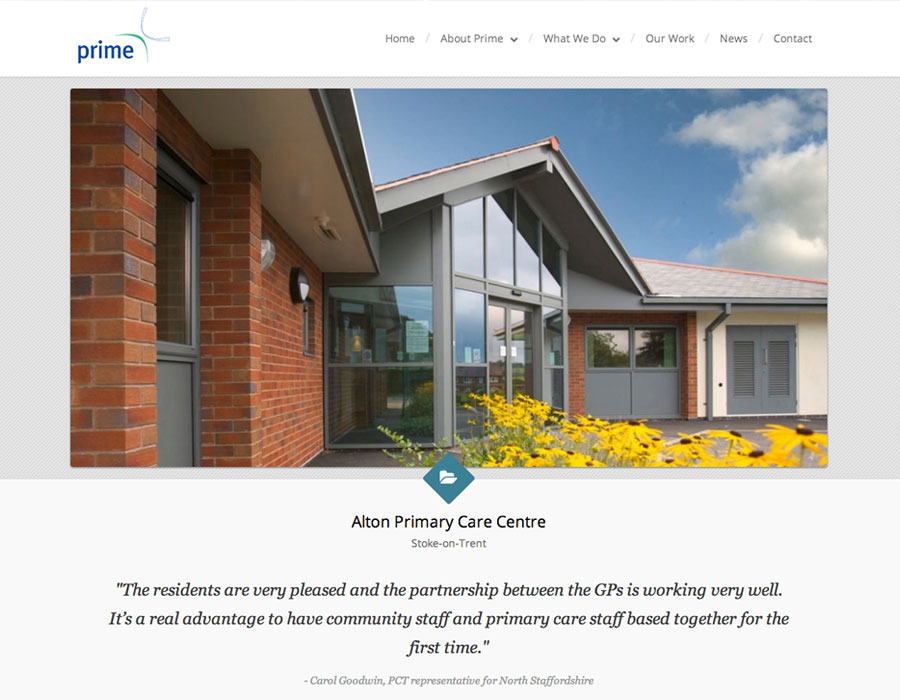 prime
Home / About Prime / What We Do / Our Work / News / Contact
Alton Primary Care Centre
Stoke-on-Trent
"The residents are very pleased and the partnership between the GPs is working very well.
It’s a real advantage to have community staff and primary care staff based together for the
first time."
- Carol Goodwin, PCT representative for North Staffordshire